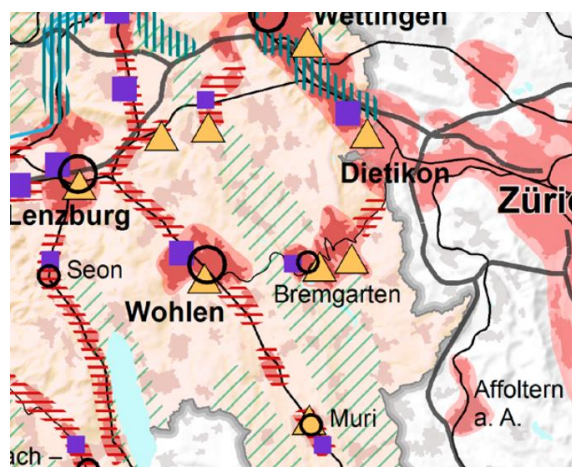 Wettingen
Dietikon
Züri
Lenzburg
Seon
Wohlen
Bremgarten
Affoltern
a. A.
Muri
ach –